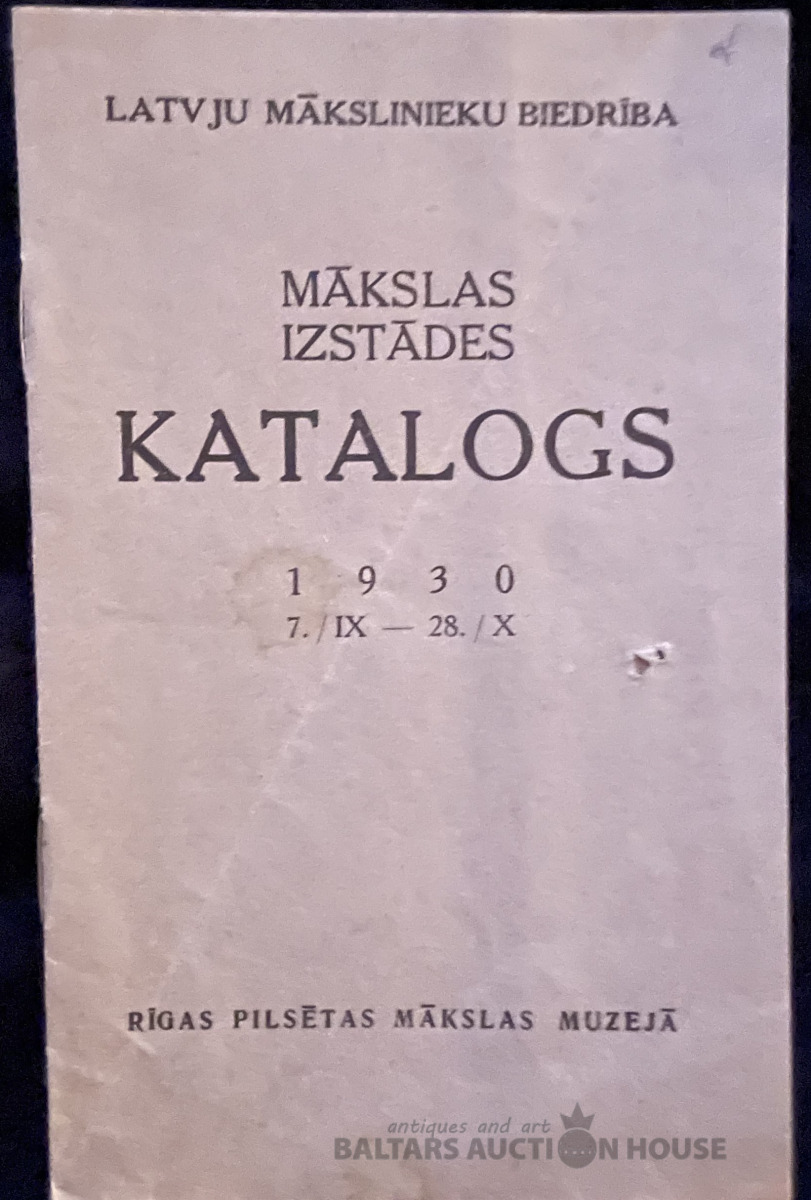 LATVJU MĀKSLINIEKU BIEDRĪBA
MĀKSLAS
IZSTĀDES
KATALOGS
1 9 3 0
7./IX — 28./X
RĪGAS PILSĒTAS MĀKSLAS MUZEJĀ
antiques and art
BALTARS AUCTION HOUSE